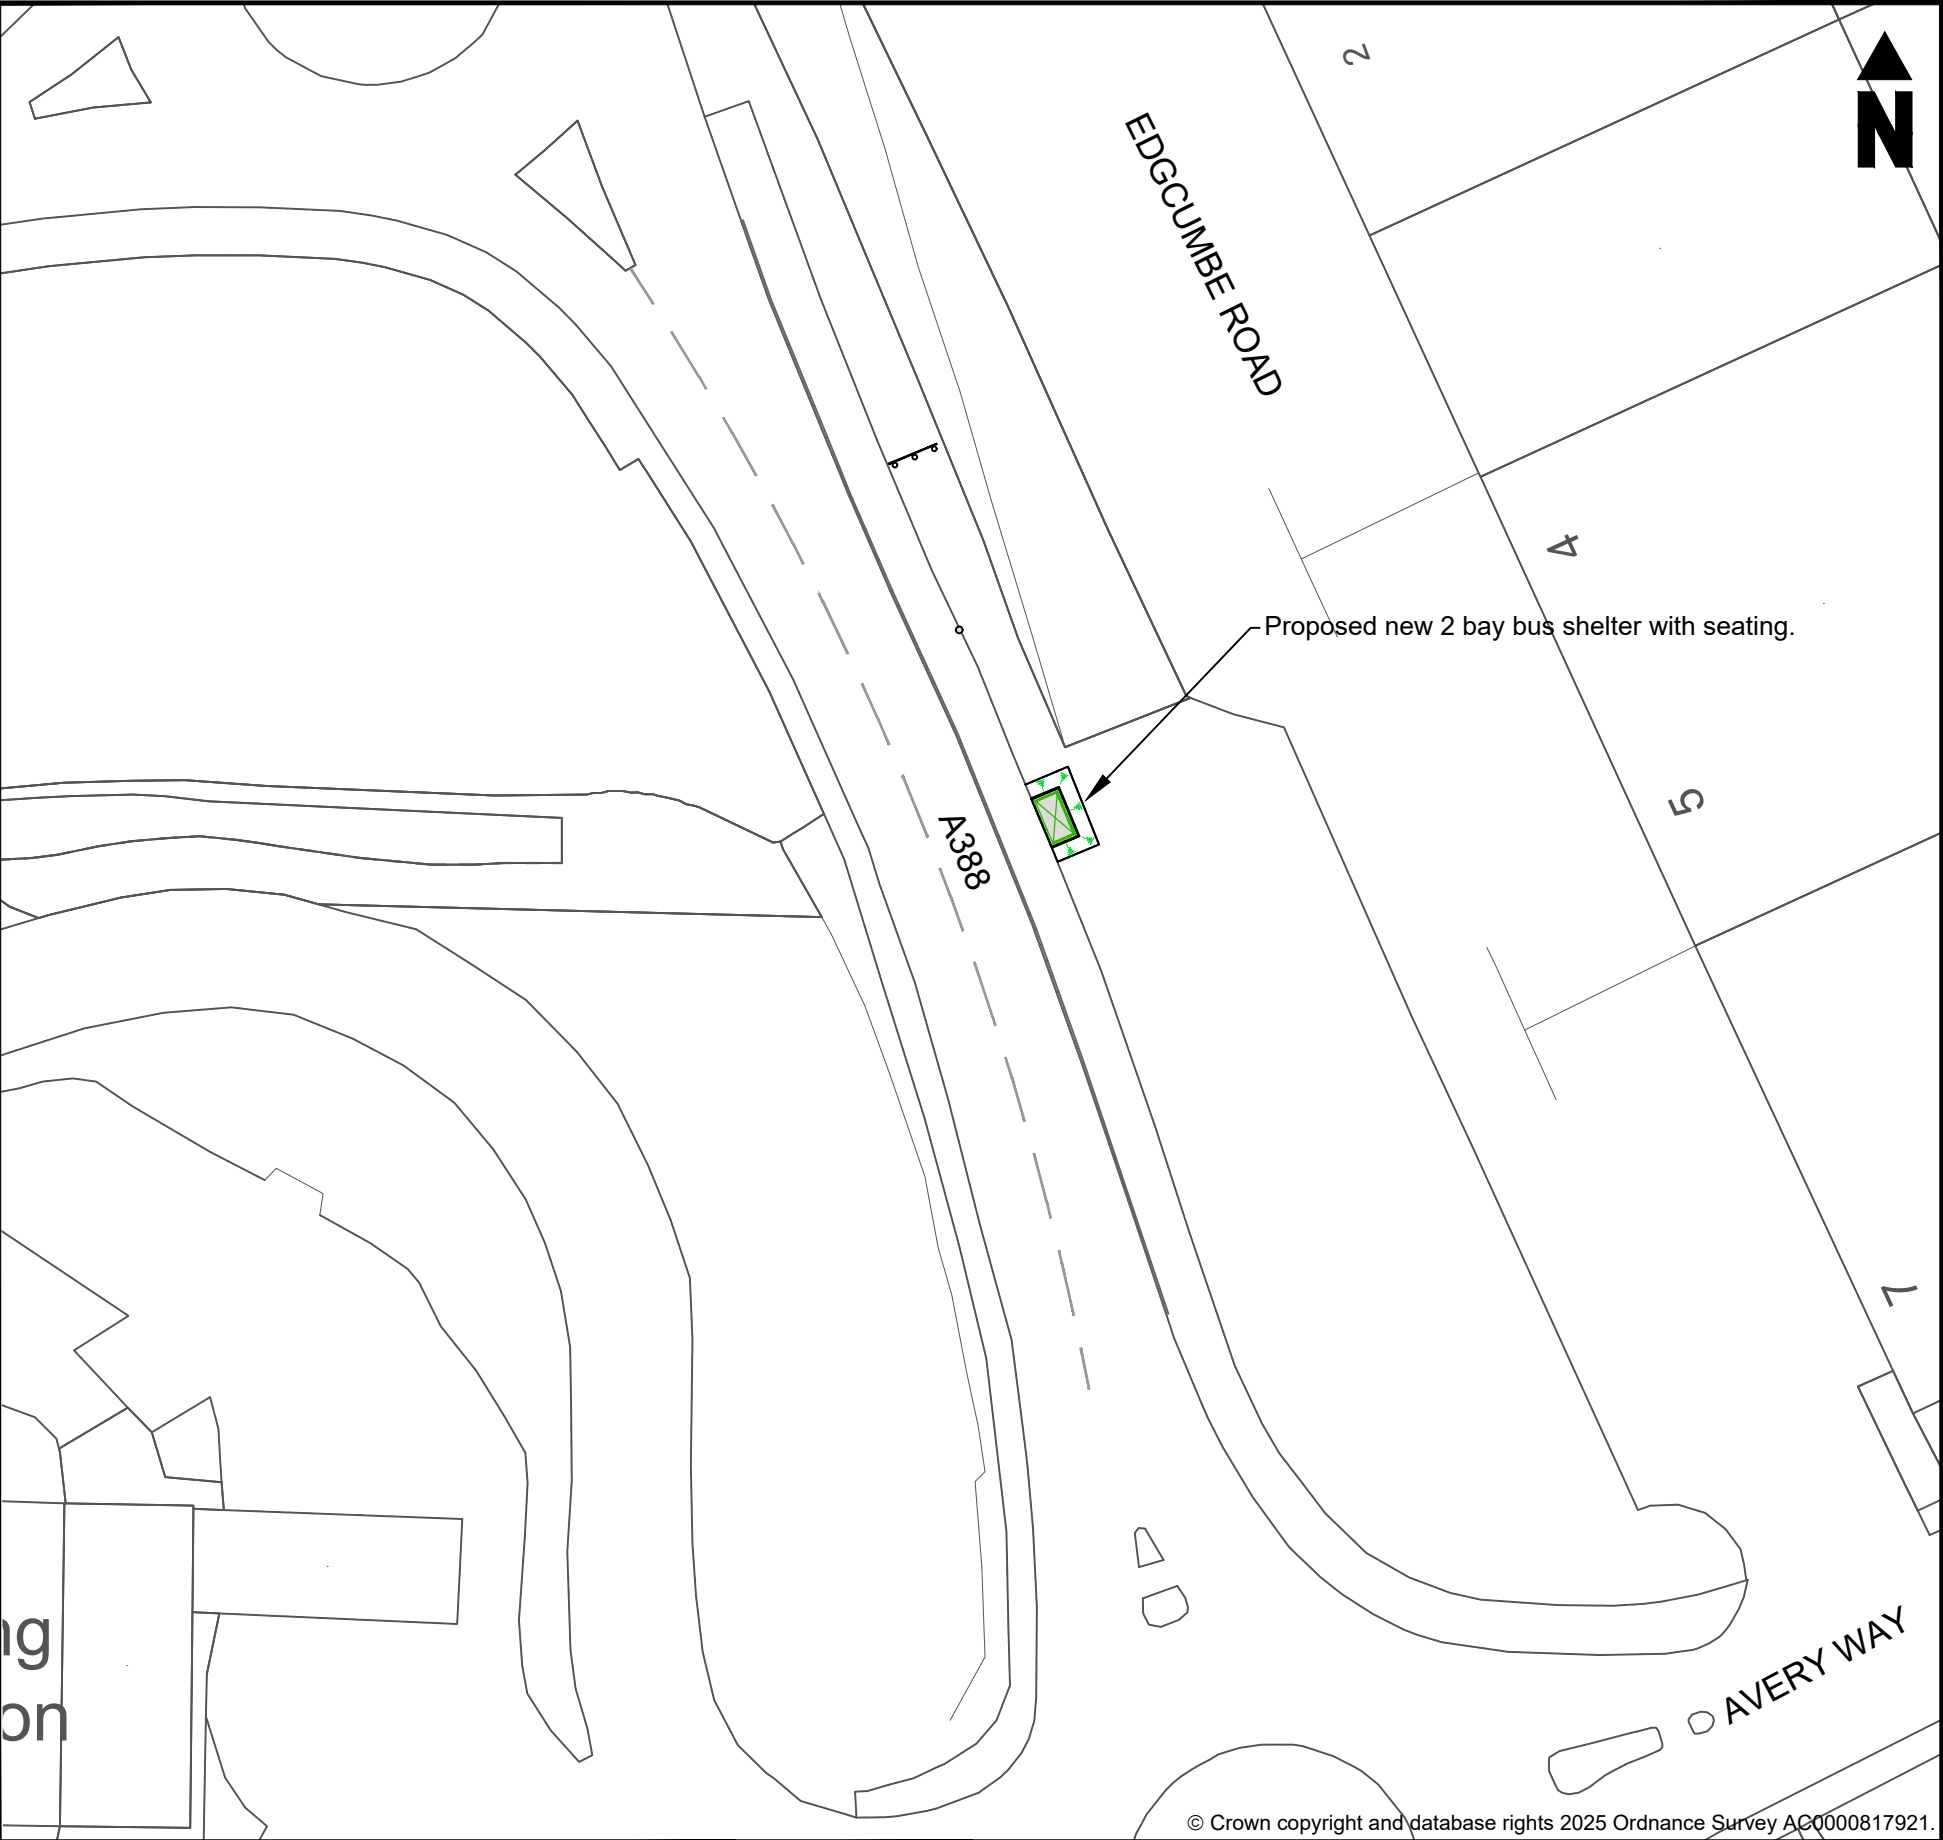 2
N
EDGCUMBE ROAD
4
Proposed new 2 bay bus shelter with seating.
5
A388
7
ng
on
AVERY WAY
© Crown copyright and database rights 2025 Ordnance Survey AC0000817921.